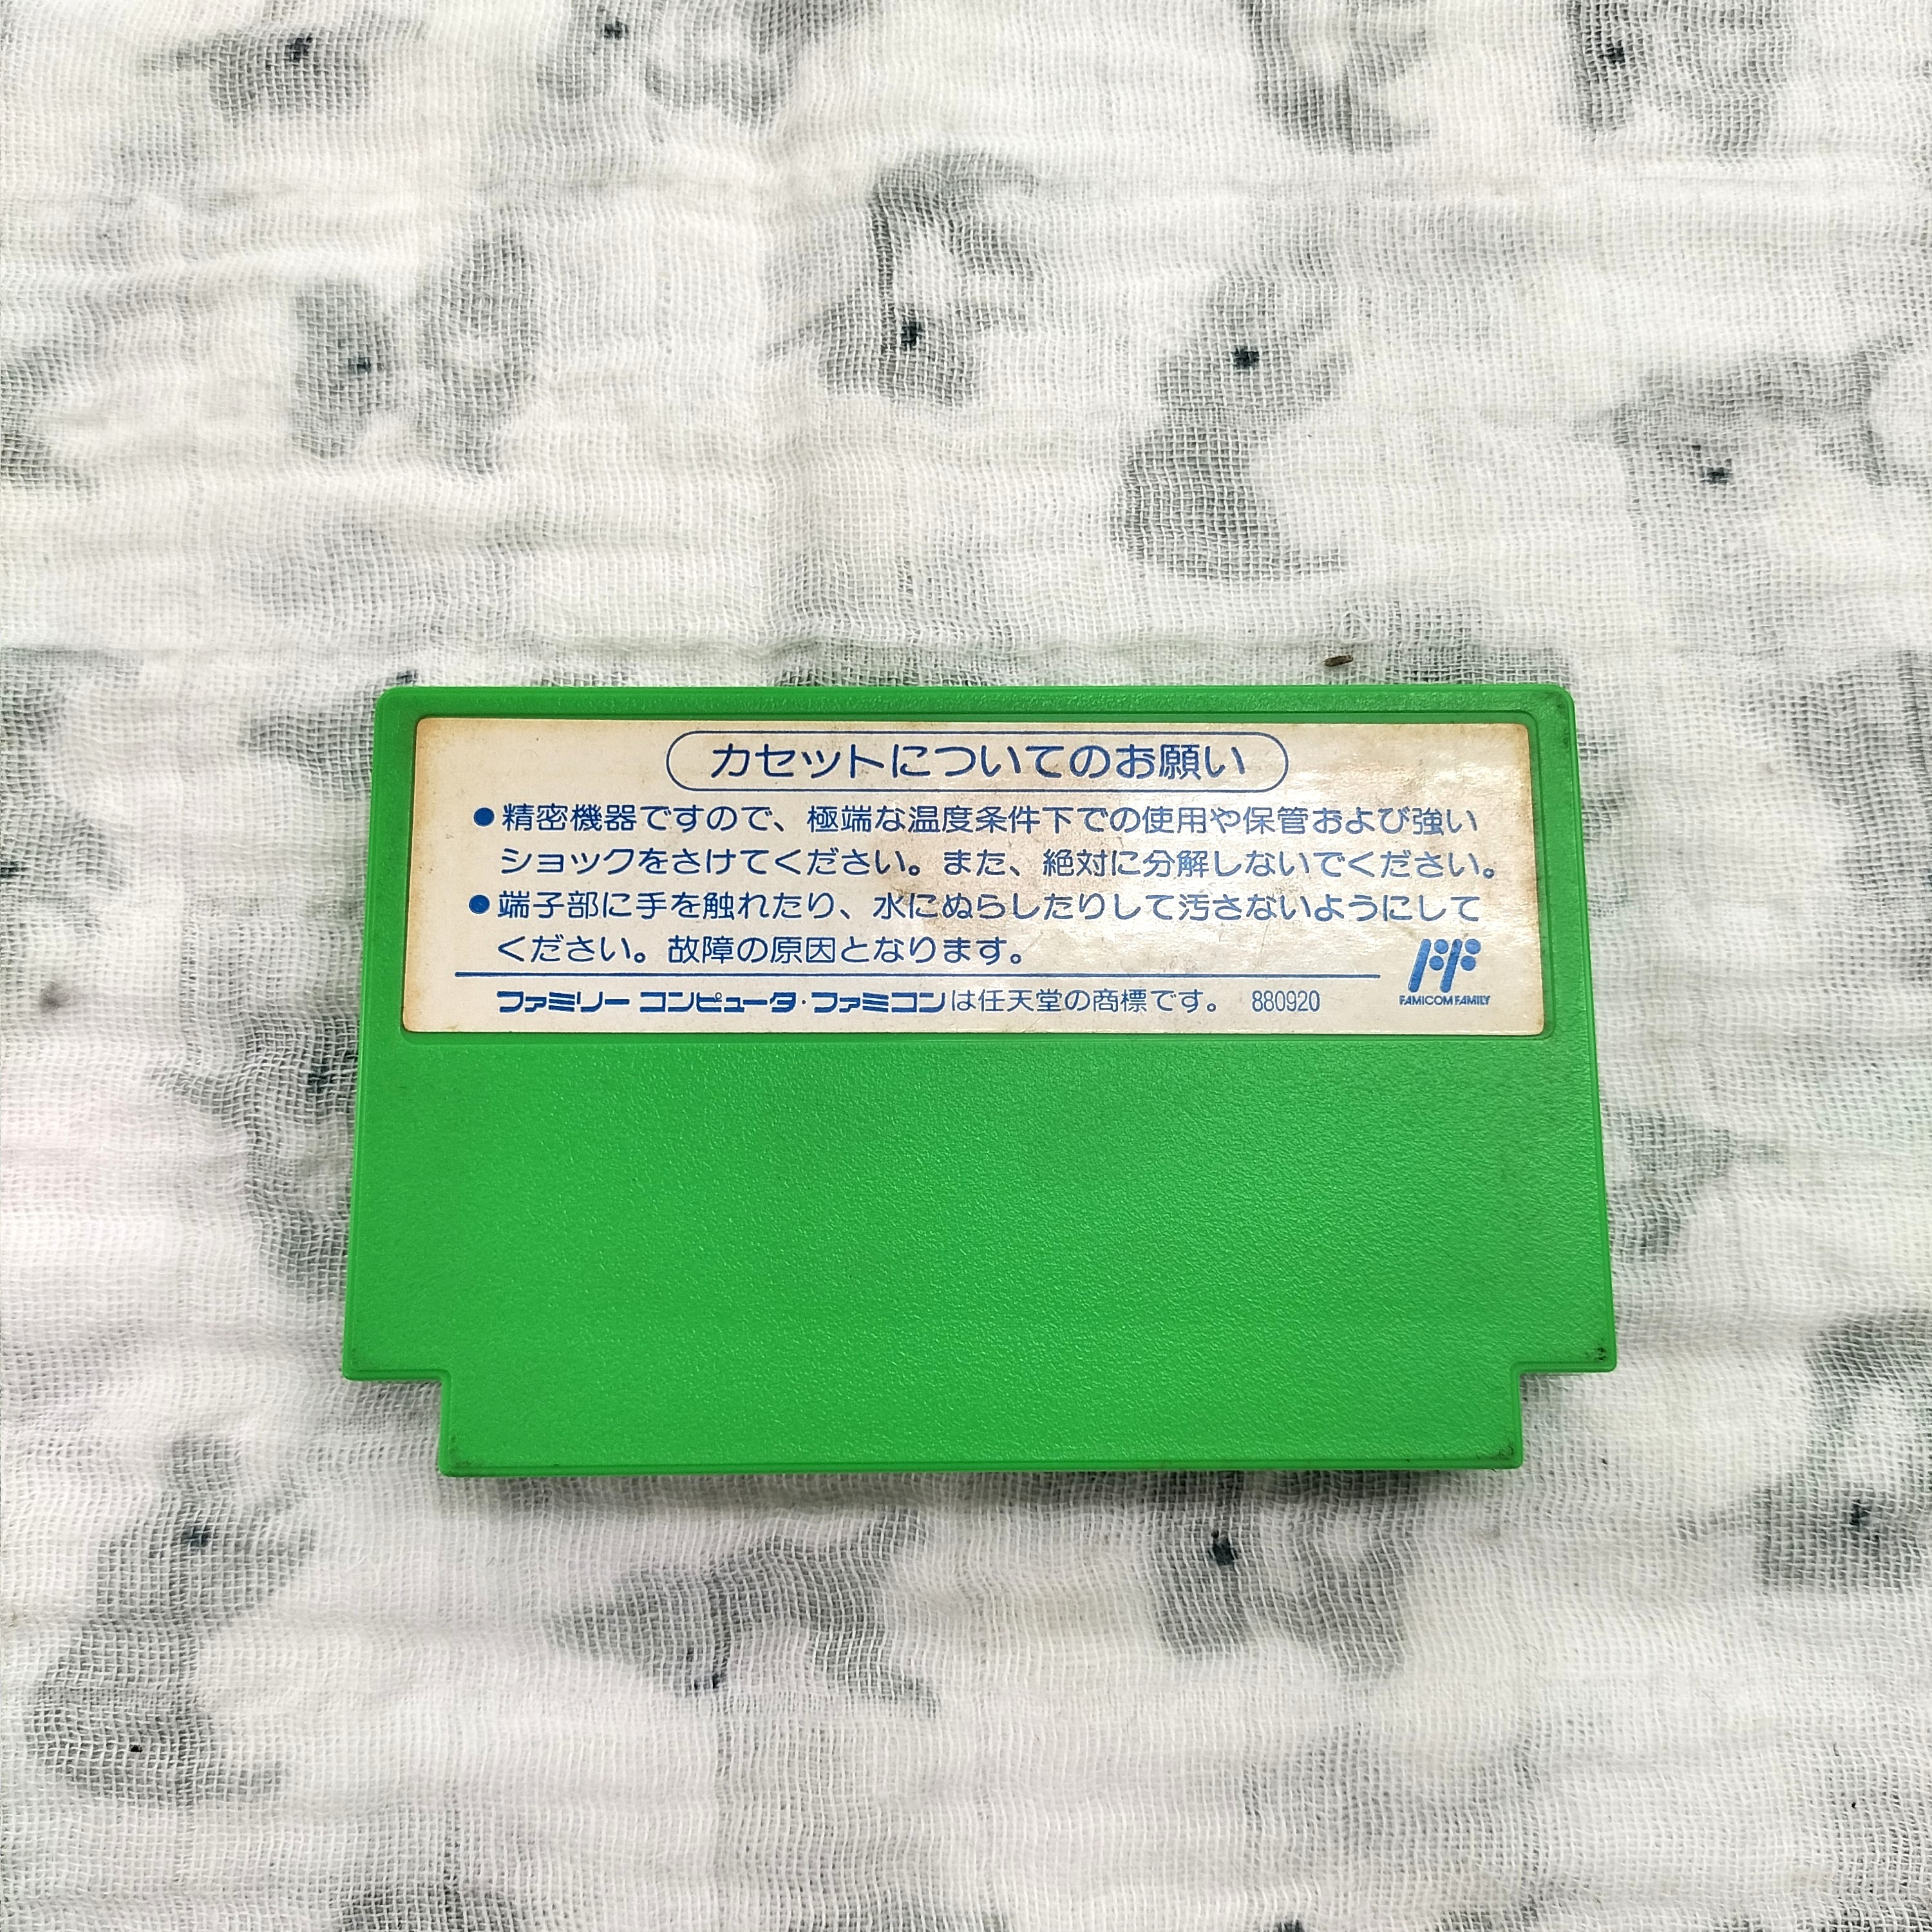 カセットについてのお願い
●精密機器ですので、極端な温度条件下での使用や保管および強い
ショックをさけてください。また、絶対に分解しないでください。
●端子部に手を触れたり、水にぬらしたりして汚さないようにして
ください。故障の原因となります。
ファミリー コンピュータ・ファミコンは任天堂の商標です。 880920
FAMICOM FAMILY